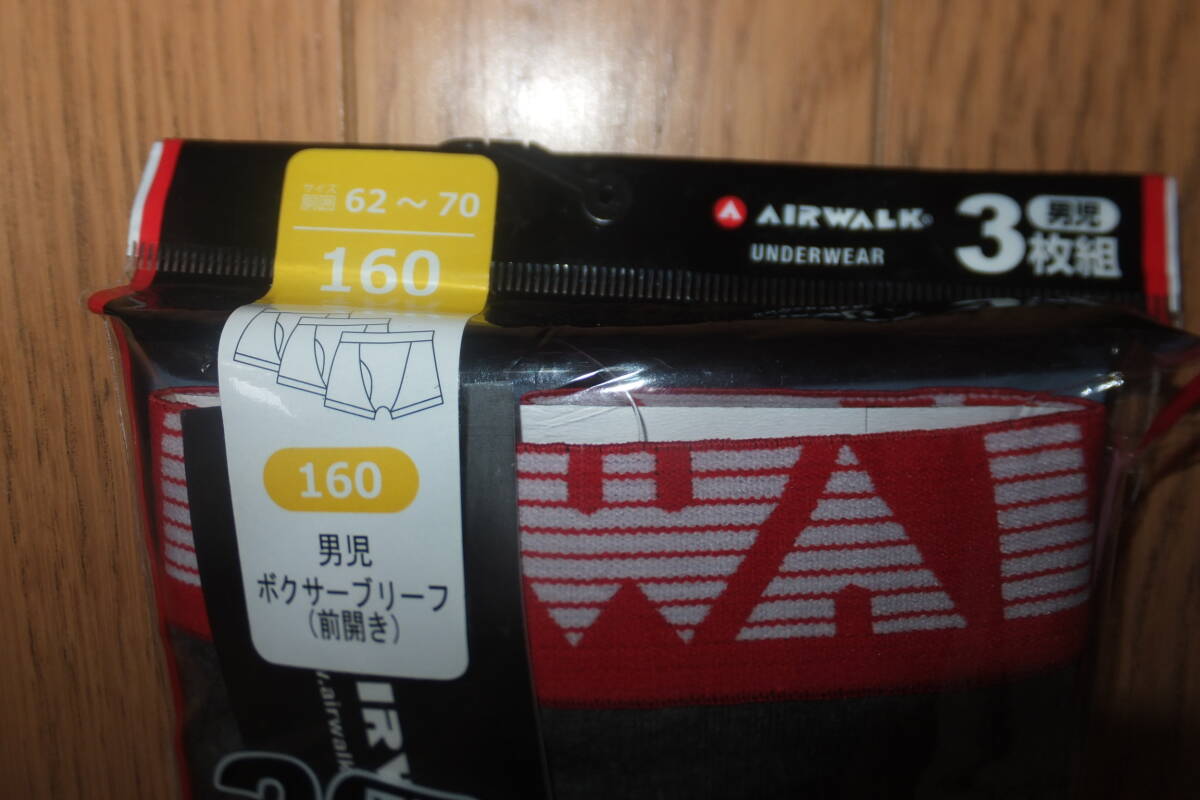 サイズ
胴囲 62～70
160
AIRWALK®
UNDERWEAR
3枚組
男児
160
男児
ボクサーブリーフ
(前開き)
WA